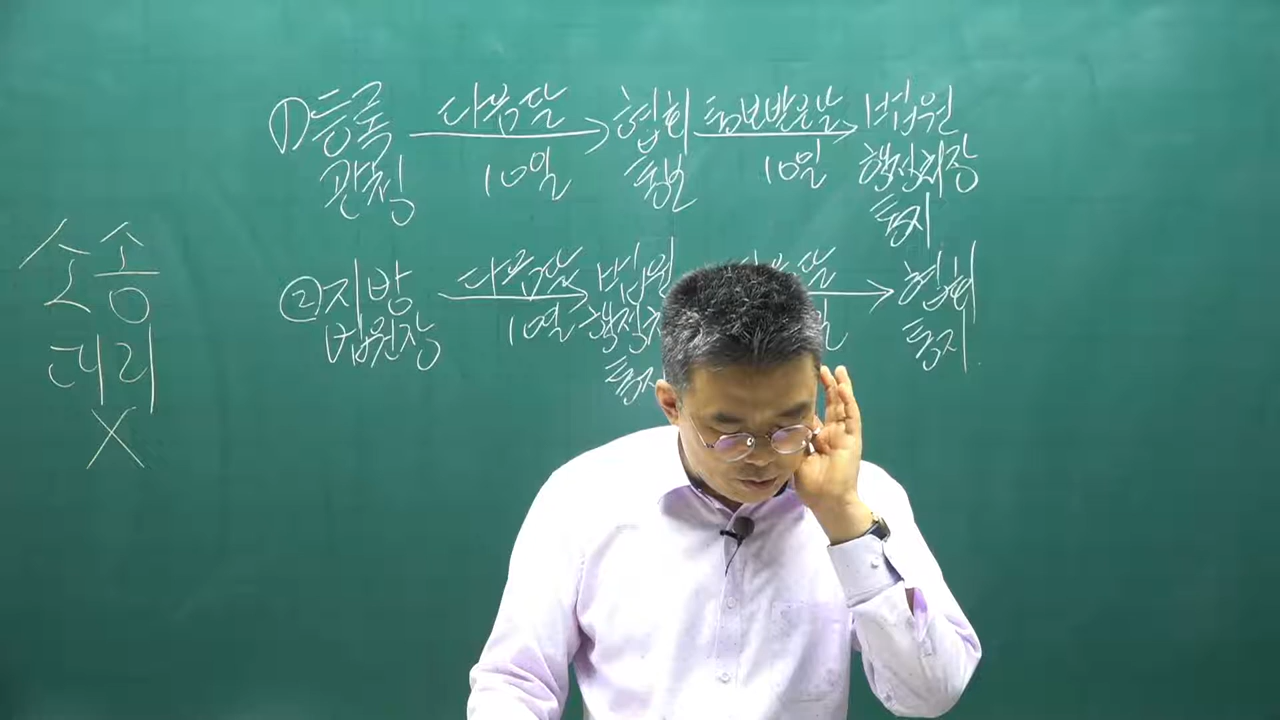 소송
대리
X
① 등록
관청
다음달
10일
협회
통보
통보받은날
10일
법원
행정처장
통지
② 지방
법원장
다음달
10일
법원
행정처
통지
협회
통지